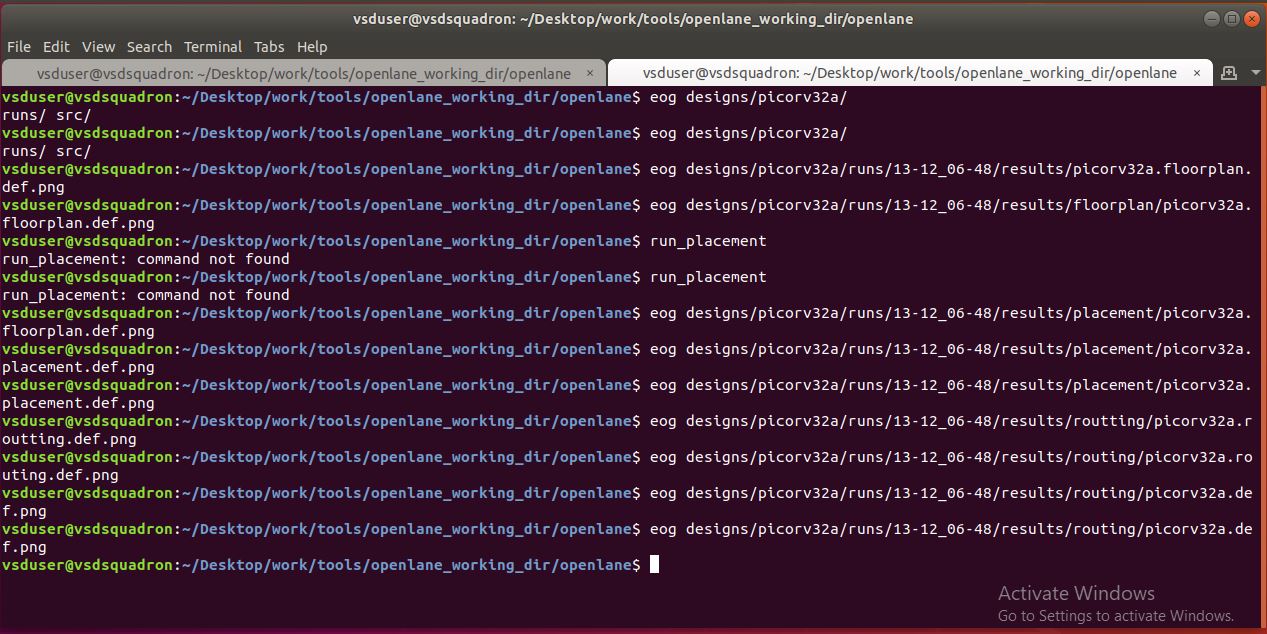 vsduser@vsdsquadron: ~/Desktop/work/tools/openlane_working_dir/openlane
File Edit View Search Terminal Tabs Help
vsduser@vsdsquadron: ~/Desktop/work/tools/openlane_working_dir/openlane × vsduser@vsdsquadron: ~/Desktop/work/tools/openlane_working_dir/openlane ×
vsduser@vsdsquadron:~/Desktop/work/tools/openlane_working_dir/openlane$ eog designs/picorv32a/
runs/ src/
vsduser@vsdsquadron:~/Desktop/work/tools/openlane_working_dir/openlane$ eog designs/picorv32a/
runs/ src/
vsduser@vsdsquadron:~/Desktop/work/tools/openlane_working_dir/openlane$ eog designs/picorv32a/runs/13-12_06-48/results/picorv32a.floorplan.
def.png
vsduser@vsdsquadron:~/Desktop/work/tools/openlane_working_dir/openlane$ eog designs/picorv32a/runs/13-12_06-48/results/floorplan/picorv32a.
floorplan.def.png
vsduser@vsdsquadron:~/Desktop/work/tools/openlane_working_dir/openlane$ run_placement
run_placement: command not found
vsduser@vsdsquadron:~/Desktop/work/tools/openlane_working_dir/openlane$ run_placement
run_placement: command not found
vsduser@vsdsquadron:~/Desktop/work/tools/openlane_working_dir/openlane$ eog designs/picorv32a/runs/13-12_06-48/results/placement/picorv32a.
floorplan.def.png
vsduser@vsdsquadron:~/Desktop/work/tools/openlane_working_dir/openlane$ eog designs/picorv32a/runs/13-12_06-48/results/placement/picorv32a.
placement.def.png
vsduser@vsdsquadron:~/Desktop/work/tools/openlane_working_dir/openlane$ eog designs/picorv32a/runs/13-12_06-48/results/placement/picorv32a.
placement.def.png
vsduser@vsdsquadron:~/Desktop/work/tools/openlane_working_dir/openlane$ eog designs/picorv32a/runs/13-12_06-48/results/routting/picorv32a.r
outting.def.png
vsduser@vsdsquadron:~/Desktop/work/tools/openlane_working_dir/openlane$ eog designs/picorv32a/runs/13-12_06-48/results/routing/picorv32a.ro
uting.def.png
vsduser@vsdsquadron:~/Desktop/work/tools/openlane_working_dir/openlane$ eog designs/picorv32a/runs/13-12_06-48/results/routing/picorv32a.de
f.png
vsduser@vsdsquadron:~/Desktop/work/tools/openlane_working_dir/openlane$ eog designs/picorv32a/runs/13-12_06-48/results/routing/picorv32a.de
f.png
vsduser@vsdsquadron:~/Desktop/work/tools/openlane_working_dir/openlane$
Activate Windows
Go to Settings to activate Windows.